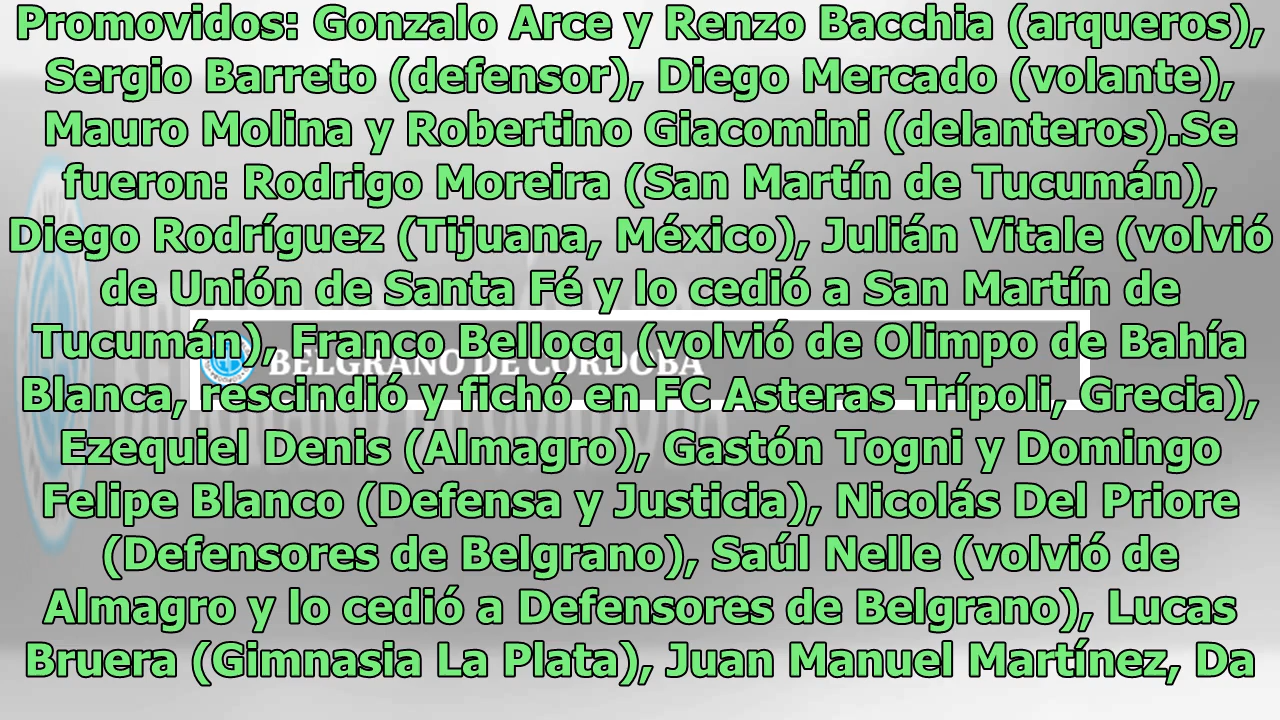 Promovidos: Gonzalo Arce y Renzo Bacchia (arqueros),
Sergio Barreto (defensor), Diego Mercado (volante),
Mauro Molina y Robertino Giacomini (delanteros).Se
fueron: Rodrigo Moreira (San Martín de Tucumán),
Diego Rodríguez (Tijuana, México), Julián Vitale (volvió
de Unión de Santa Fé y lo cedió a San Martín de
Tucumán), Franco Bellocq (volvió de Olimpo de Bahía
BELGRANO DE CORDOBA
Blanca, rescindió y fichó en FC Asteras Trípoli, Grecia),
Ezequiel Denis (Almagro), Gastón Togni y Domingo
Felipe Blanco (Defensa y Justicia), Nicolás Del Priore
(Defensores de Belgrano), Saúl Nelle (volvió de
Almagro y lo cedió a Defensores de Belgrano), Lucas
Bruera (Gimnasia La Plata), Juan Manuel Martínez, Da